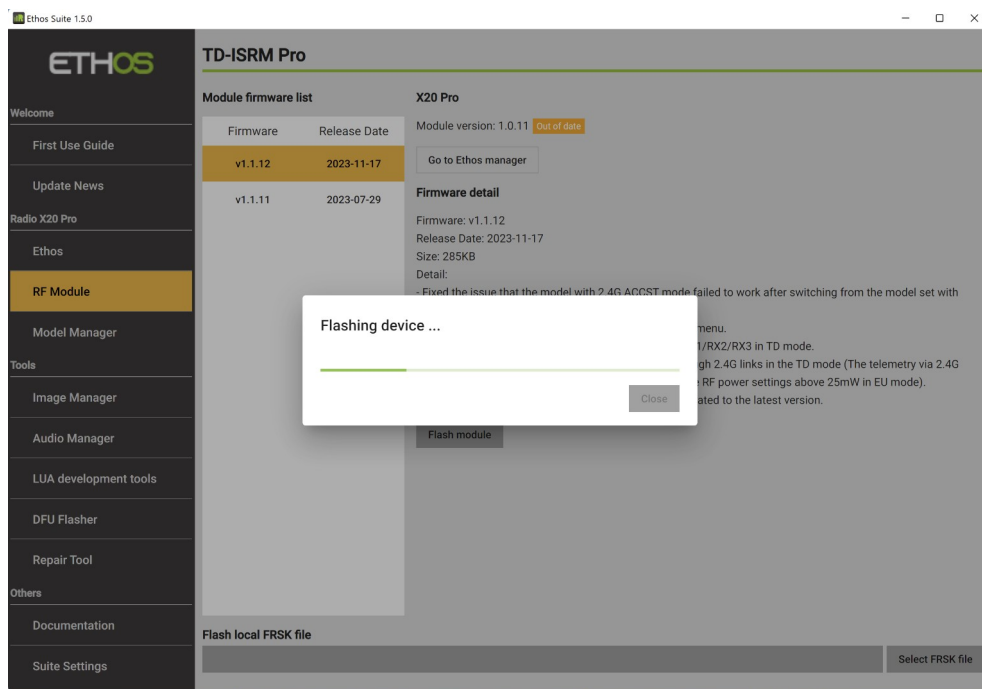 Ethos Suite 1.5.0
ETHOS
Welcome
First Use Guide
Update News
Radio X20 Pro
Ethos
RF Module
Model Manager
Tools
Image Manager
Audio Manager
LUA development tools
DFU Flasher
Repair Tool
Others
Documentation
Suite Settings
TD-ISRM Pro
Module firmware list
Firmware Release Date
v1.1.12 2023-11-17
v1.1.11 2023-07-29
X20 Pro
Module version: 1.0.11 Out of date
Go to Ethos manager
Firmware detail
Firmware: v1.1.12
Release Date: 2023-11-17
Size: 285KB
Detail:
- Fixed the issue that the model with 2.4G ACCST mode failed to work after switching from the model set with
menu.
/RX2/RX3 in TD mode.
gh 2.4G links in the TD mode (The telemetry via 2.4G
RF power settings above 25mW in EU mode).
ated to the latest version.
Flash module
Flashing device ...
Close
Flash local FRSK file
Select FRSK file